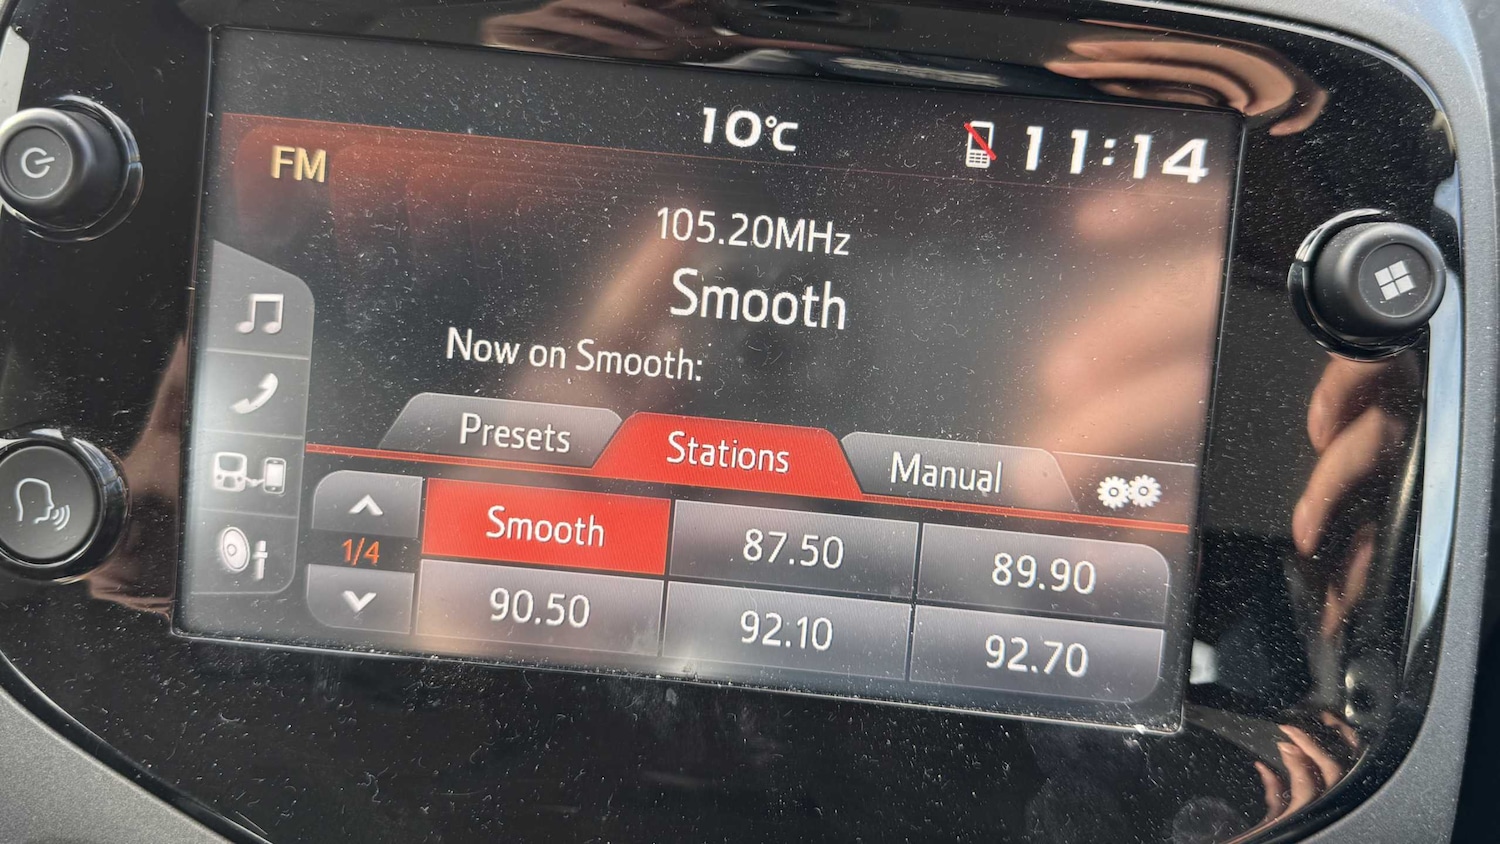 10°C
11:14
FM
105.20MHz
Smooth
Now on Smooth:
Presets
Stations
Manual
1/4
Smooth
87.50
89.90
90.50
92.10
92.70